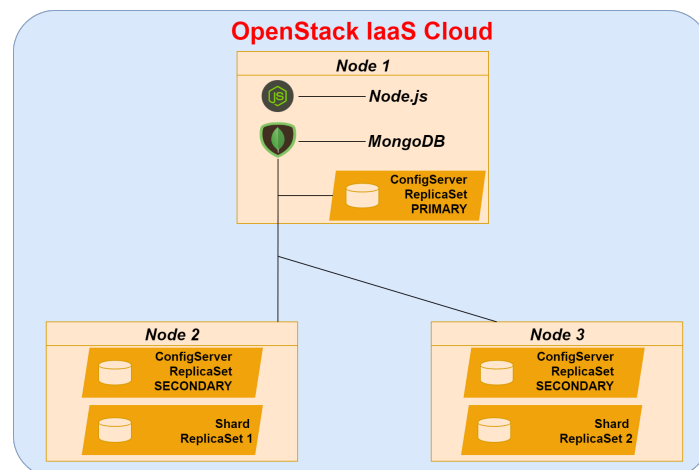 OpenStack IaaS Cloud
Node 1
JS
Node.js
MongoDB
ConfigServer
ReplicaSet
PRIMARY
Node 2
ConfigServer
ReplicaSet
SECONDARY
Shard
ReplicaSet 1
Node 3
ConfigServer
ReplicaSet
SECONDARY
Shard
ReplicaSet 2